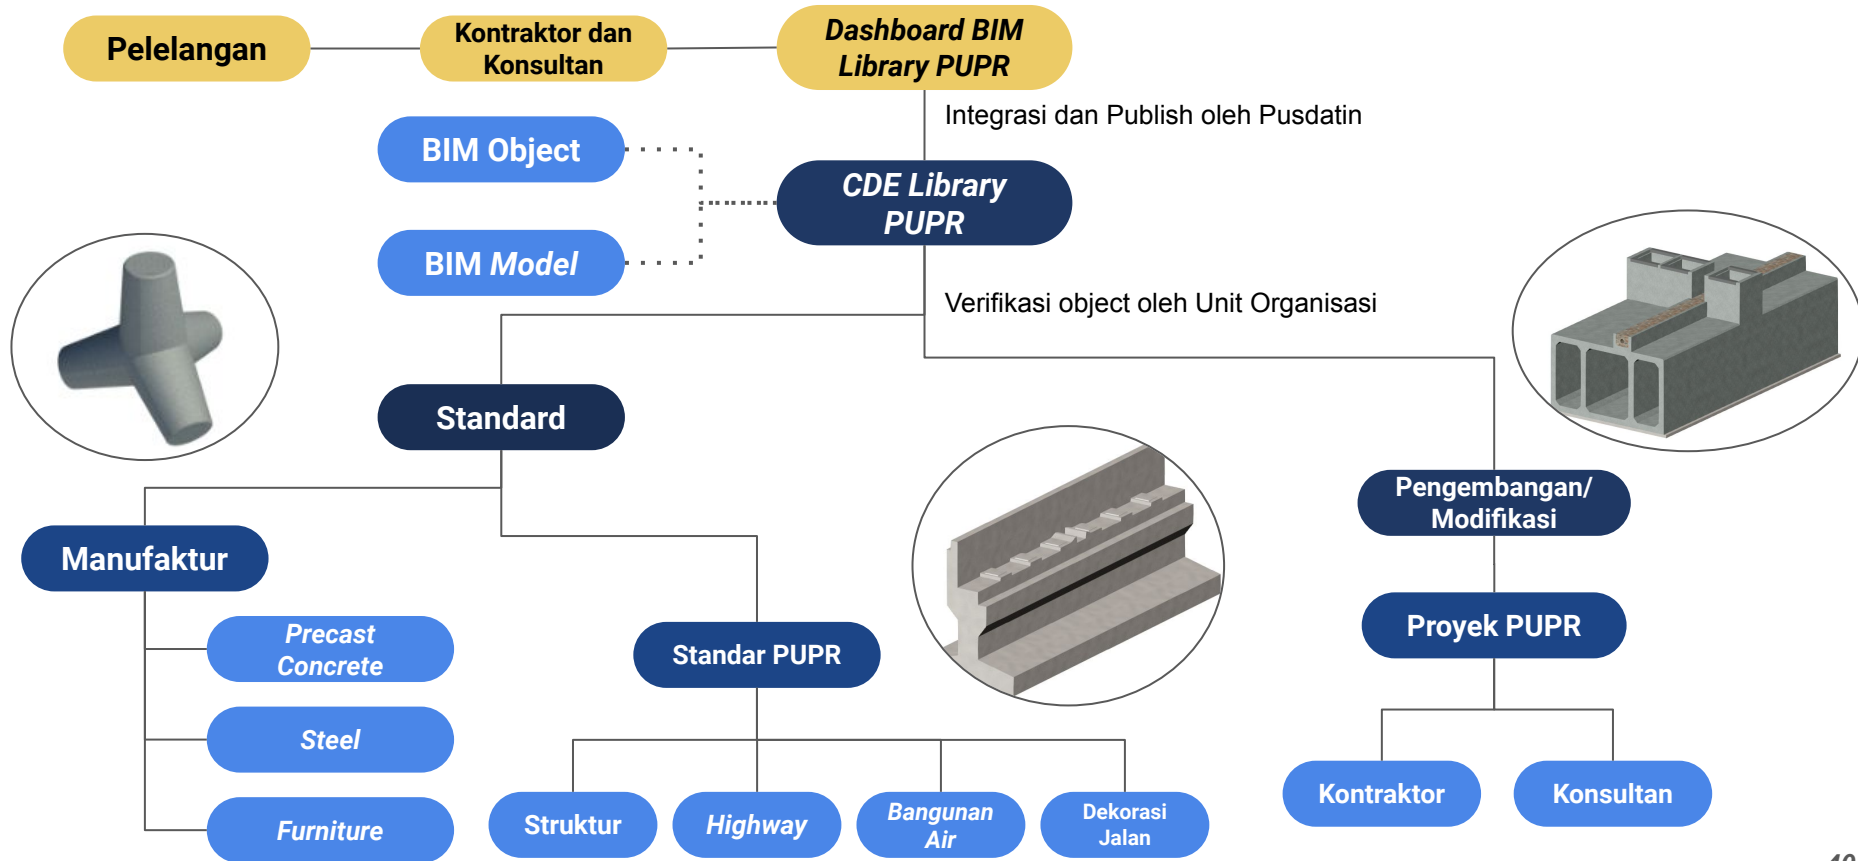 Pelelangan
Kontraktor dan
Konsultan
Dashboard BIM
Library PUPR
Integrasi dan Publish oleh Pusdatin
BIM Object
CDE Library
PUPR
BIM Model
Verifikasi object oleh Unit Organisasi
Standard
Pengembangan/
Modifikasi
Manufaktur
Proyek PUPR
Precast
Concrete
Standar PUPR
Steel
Furniture
Struktur
Highway
Bangunan
Air
Dekorasi
Jalan
Kontraktor
Konsultan